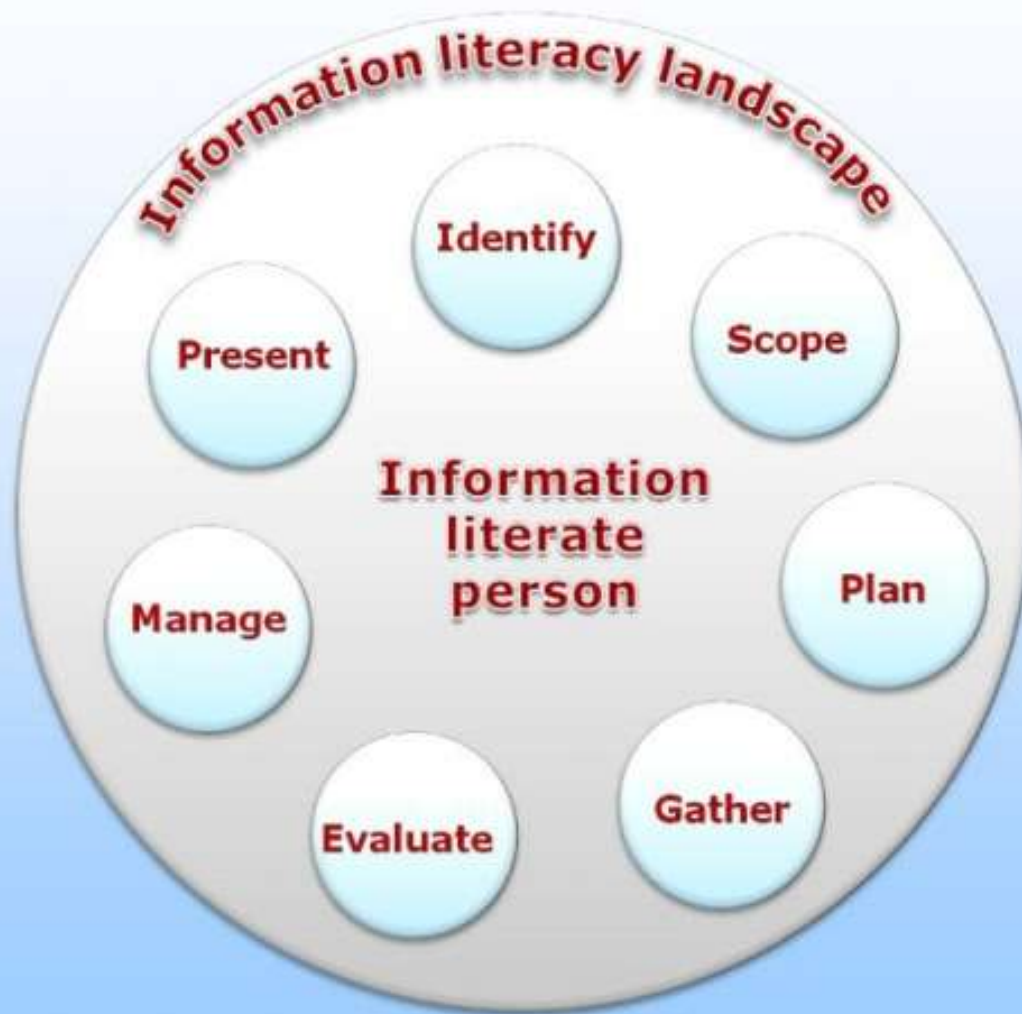 Information literacy landscape
Identify
Scope
Present
Information
literate
person
Plan
Manage
Gather
Evaluate